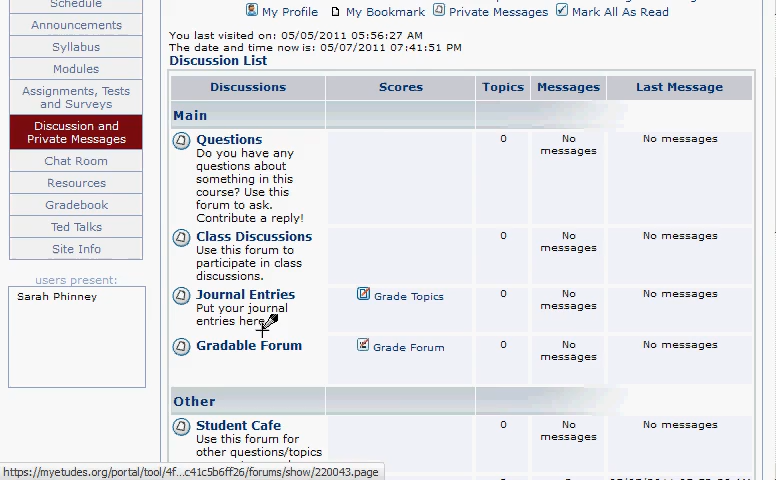 Schedule
Announcements
Syllabus
Modules
Assignments, Tests
and Surveys
Discussion and
Private Messages
Chat Room
Resources
Gradebook
Ted Talks
Site Info
users present:
Sarah Phinney
My Profile My Bookmark Private Messages Mark All As Read
You last visited on: 05/05/2011 05:56:27 AM
The date and time now is: 05/07/2011 07:41:51 PM
Discussion List
Discussions Scores Topics Messages Last Message
Main
Questions 0 No messages No messages
Do you have any
questions about
something in this
course? Use this
forum to ask.
Contribute a reply!
Class Discussions 0 No messages No messages
Use this forum to
participate in class
discussions.
Journal Entries Grade Topics 0 No messages No messages
Put your journal
entries here
Gradable Forum Grade Forum 0 No messages No messages
Other
Student Cafe 0 No messages No messages
Use this forum for
other questions/topics
https://myetudes.org/portal/tool/4f...c41c5b6ff26/forums/show/220043.page